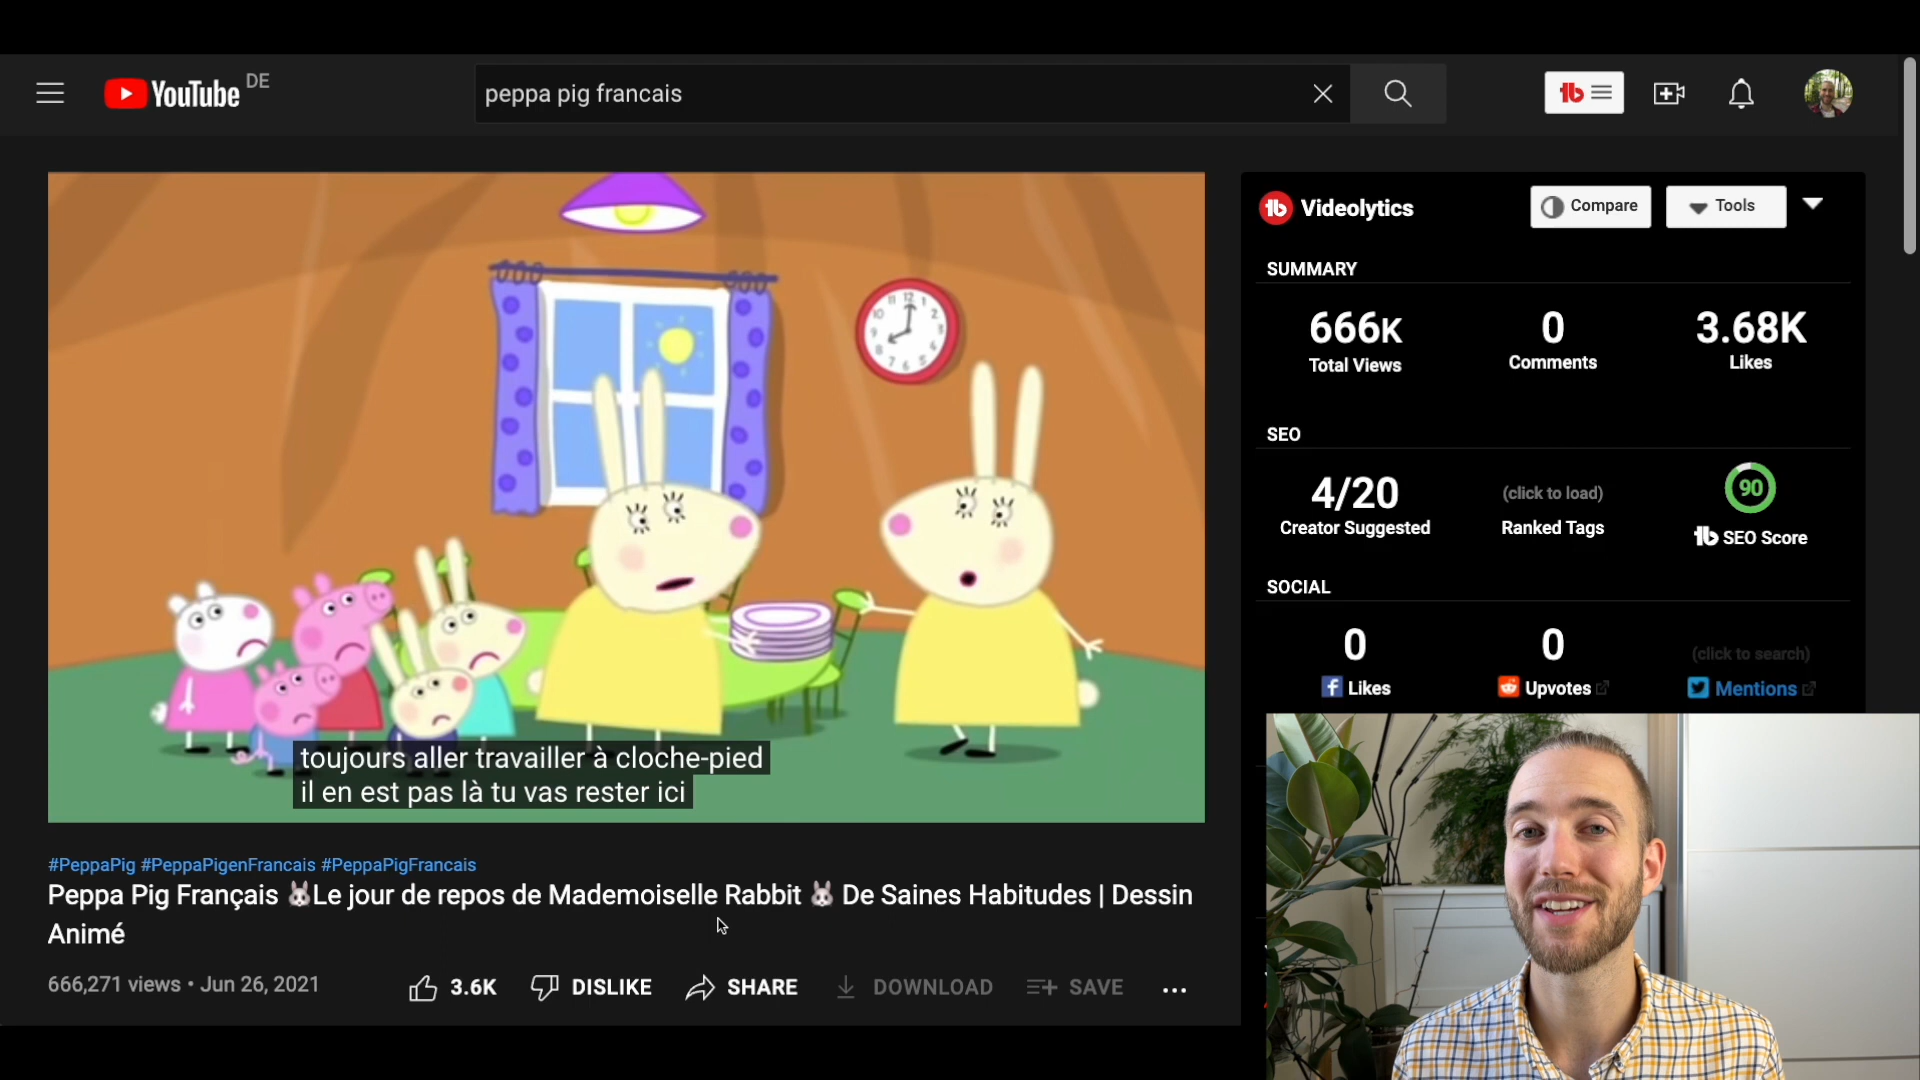 YouTube DE
peppa pig francais
toujours aller travailler à cloche-pied
il en est pas là tu vas rester ici
#PeppaPig #PeppaPigenFrancais #PeppaPigFrancais
Peppa Pig Français 🐰Le jour de repos de Mademoiselle Rabbit 🐰 De Saines Habitudes | Dessin
Animé
666,271 views • Jun 26, 2021
3.6K
DISLIKE
SHARE
DOWNLOAD
SAVE
Videolytics
Compare
Tools
SUMMARY
666K
Total Views
0
Comments
3.68K
Likes
SEO
4/20
Creator Suggested
(click to load)
Ranked Tags
90
SEO Score
SOCIAL
0
Likes
0
Upvotes
(click to search)
Mentions